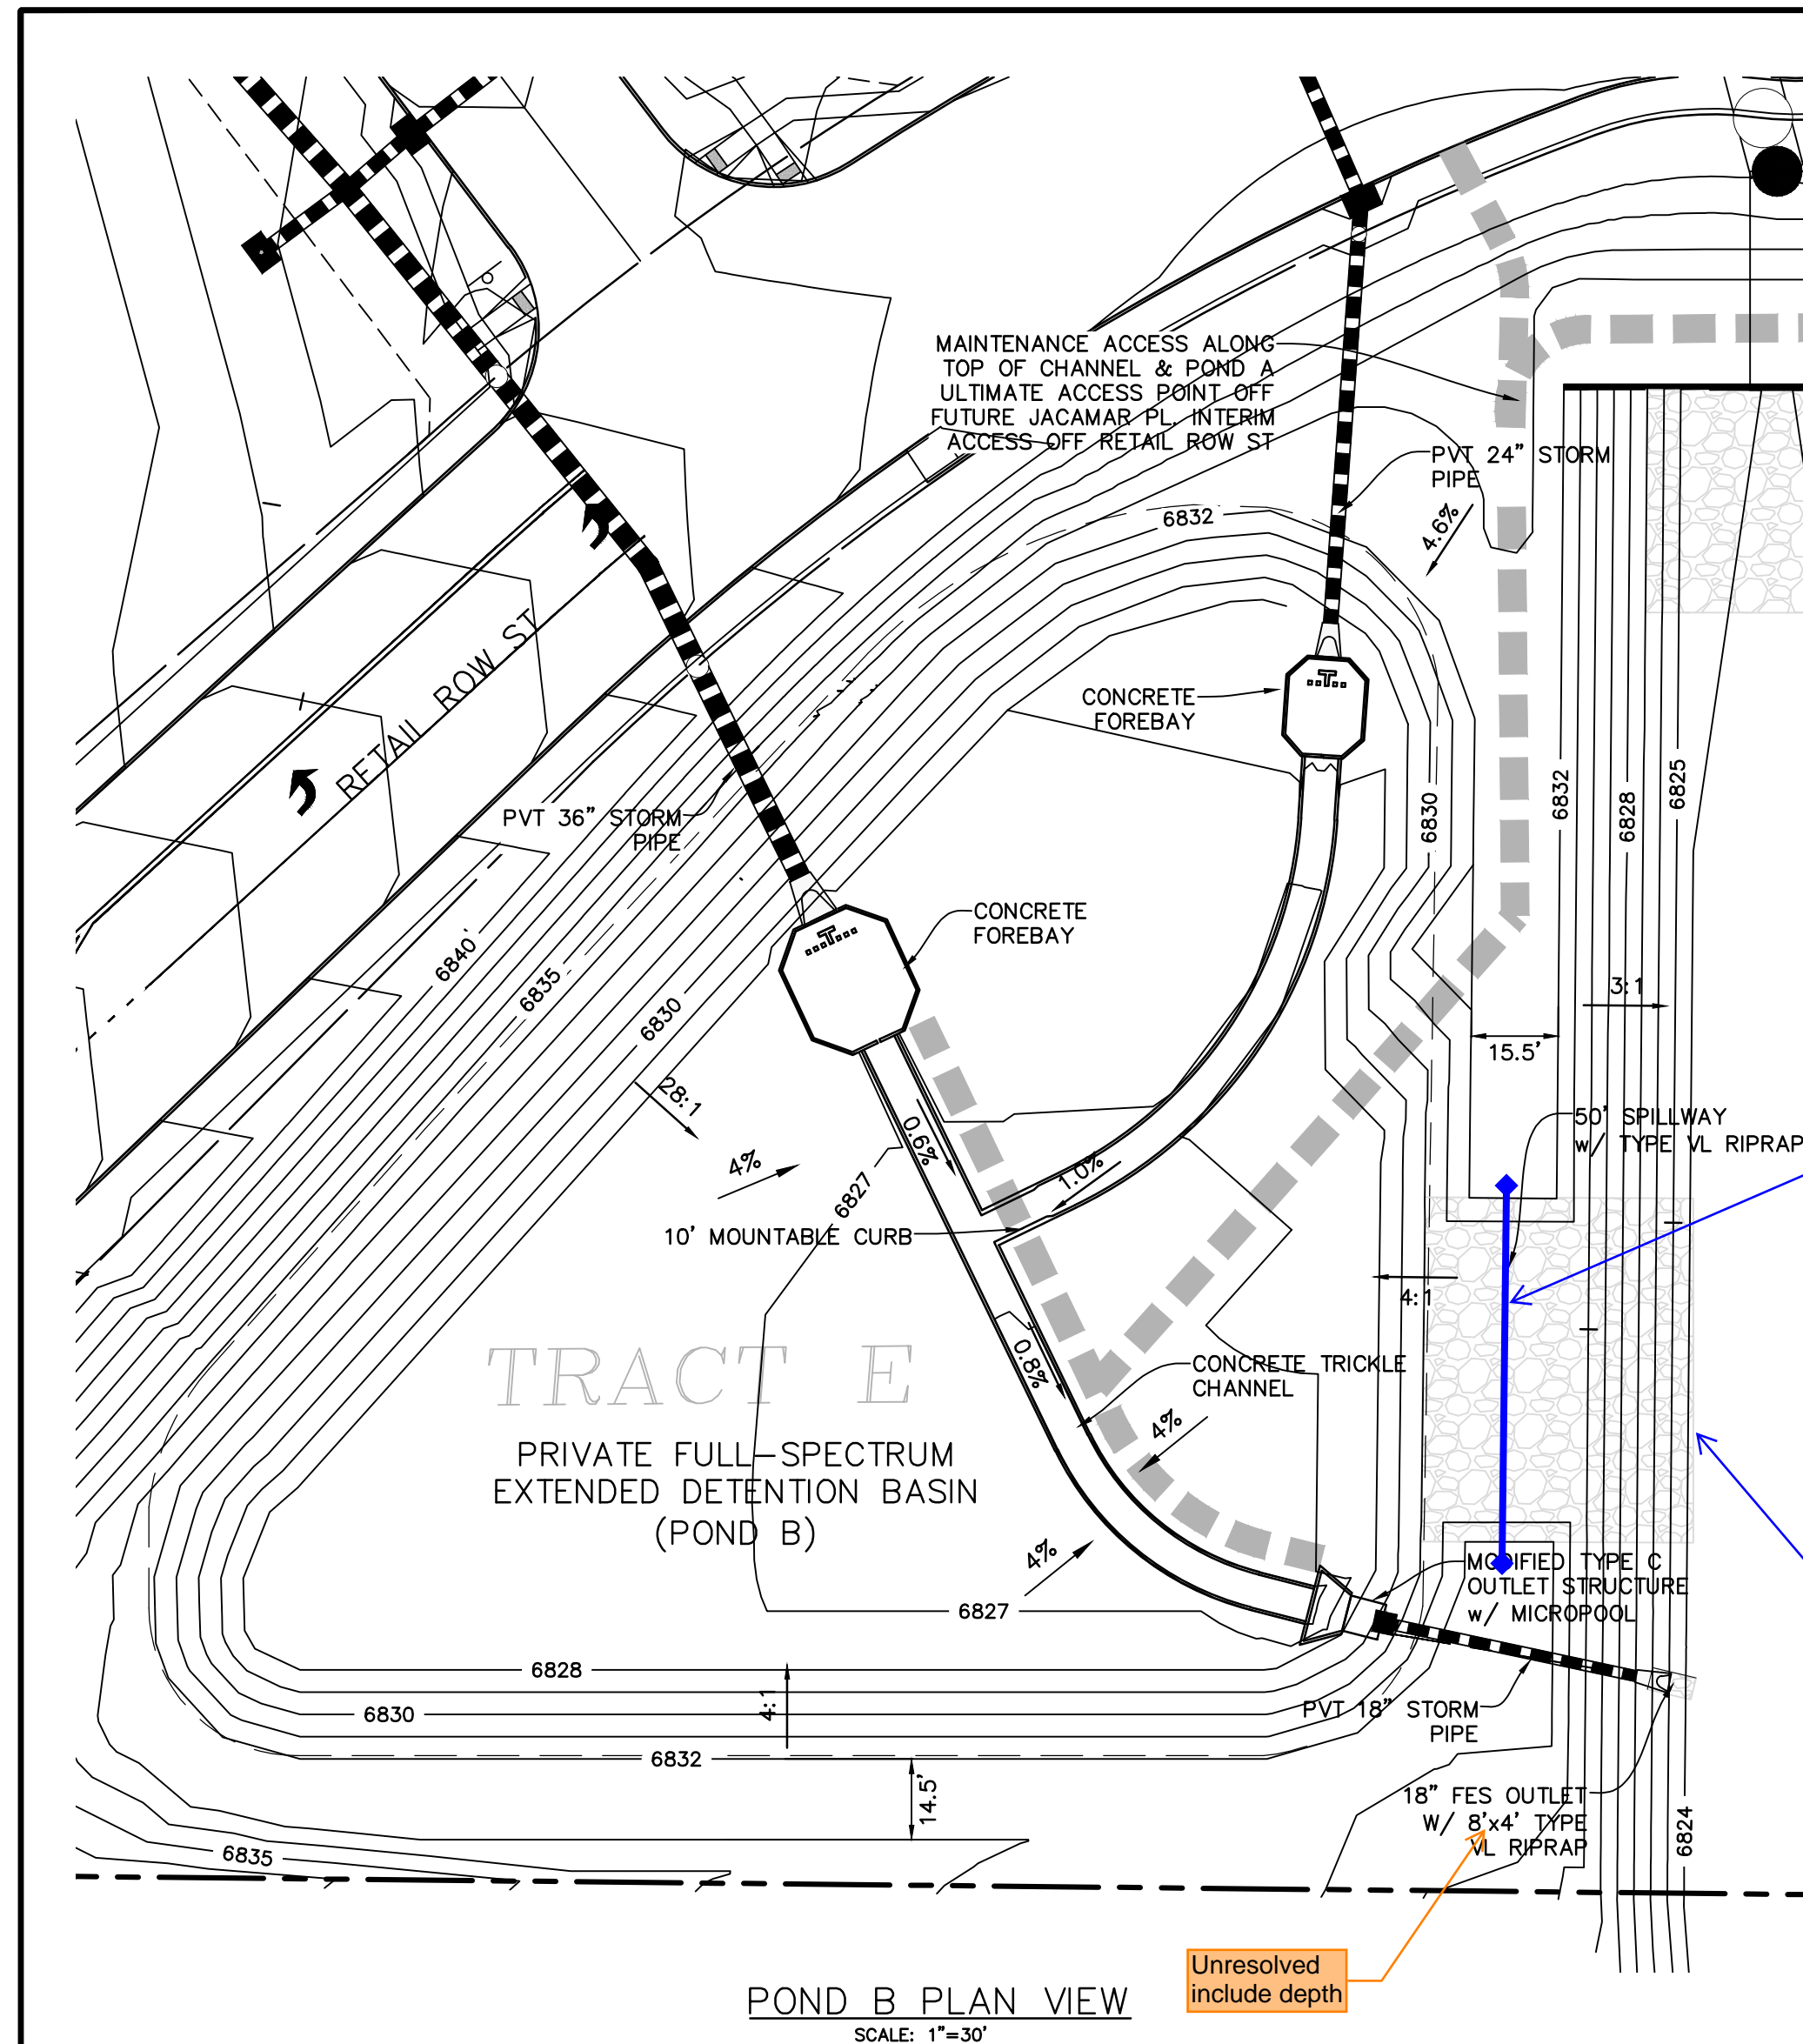 MAINTENANCE ACCESS ALONG
TOP OF CHANNEL & POND A
ULTIMATE ACCESS POINT OFF
FUTURE JACAMAR PL. INTERIM
ACCESS OFF RETAIL ROW ST
PVT 24" STORM
PIPE
4.6%
6832
RETAIL ROW ST
CONCRETE
FOREBAY
PVT 36" STORM
PIPE
6830
6832
6828
6825
CONCRETE
FOREBAY
6840
6835
6830
3:1
15.5'
28:1
4%
0.6%
1.0%
6827
50' SPILLWAY
w/ TYPE VL RIPRAP
10' MOUNTABLE CURB
4:1
TRACT E
0.8%
CONCRETE TRICKLE
CHANNEL
4%
PRIVATE FULL-SPECTRUM
EXTENDED DETENTION BASIN
(POND B)
4%
MODIFIED TYPE C
OUTLET STRUCTURE
w/ MICROPOOL
6827
6828
4:1
6830
PVT 18" STORM
PIPE
6832
14.5'
18" FES OUTLET
W/ 8'x4' TYPE
VL RIPRAP
6824
6835
Unresolved
include depth
POND B PLAN VIEW
SCALE: 1"=30'